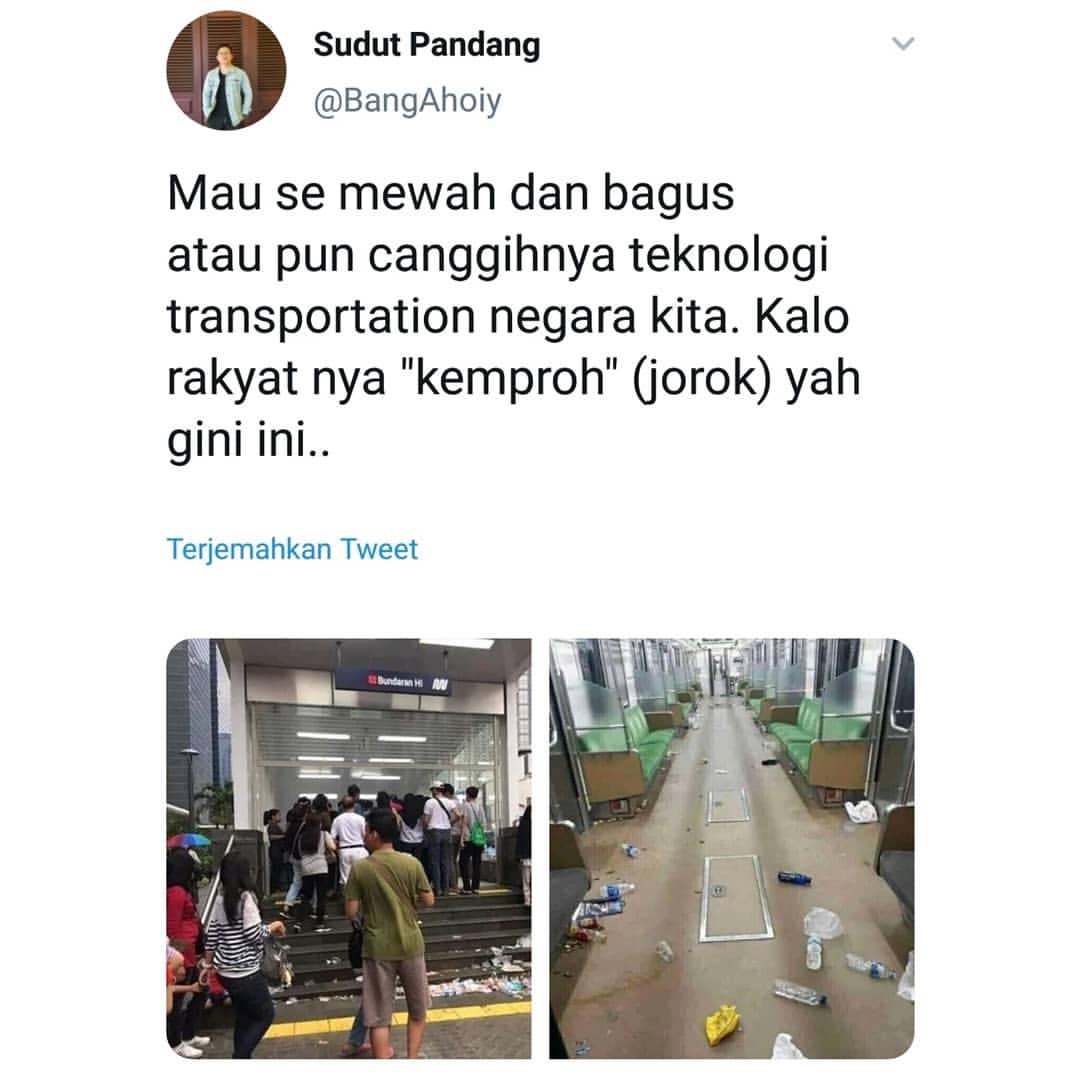 Sudut Pandang
@BangAhoiy
Mau se mewah dan bagus
atau pun canggihnya teknologi
transportation negara kita. Kalo
rakyat nya "kemproh" (jorok) yah
gini ini..
Terjemahkan Tweet
Bundaran HI